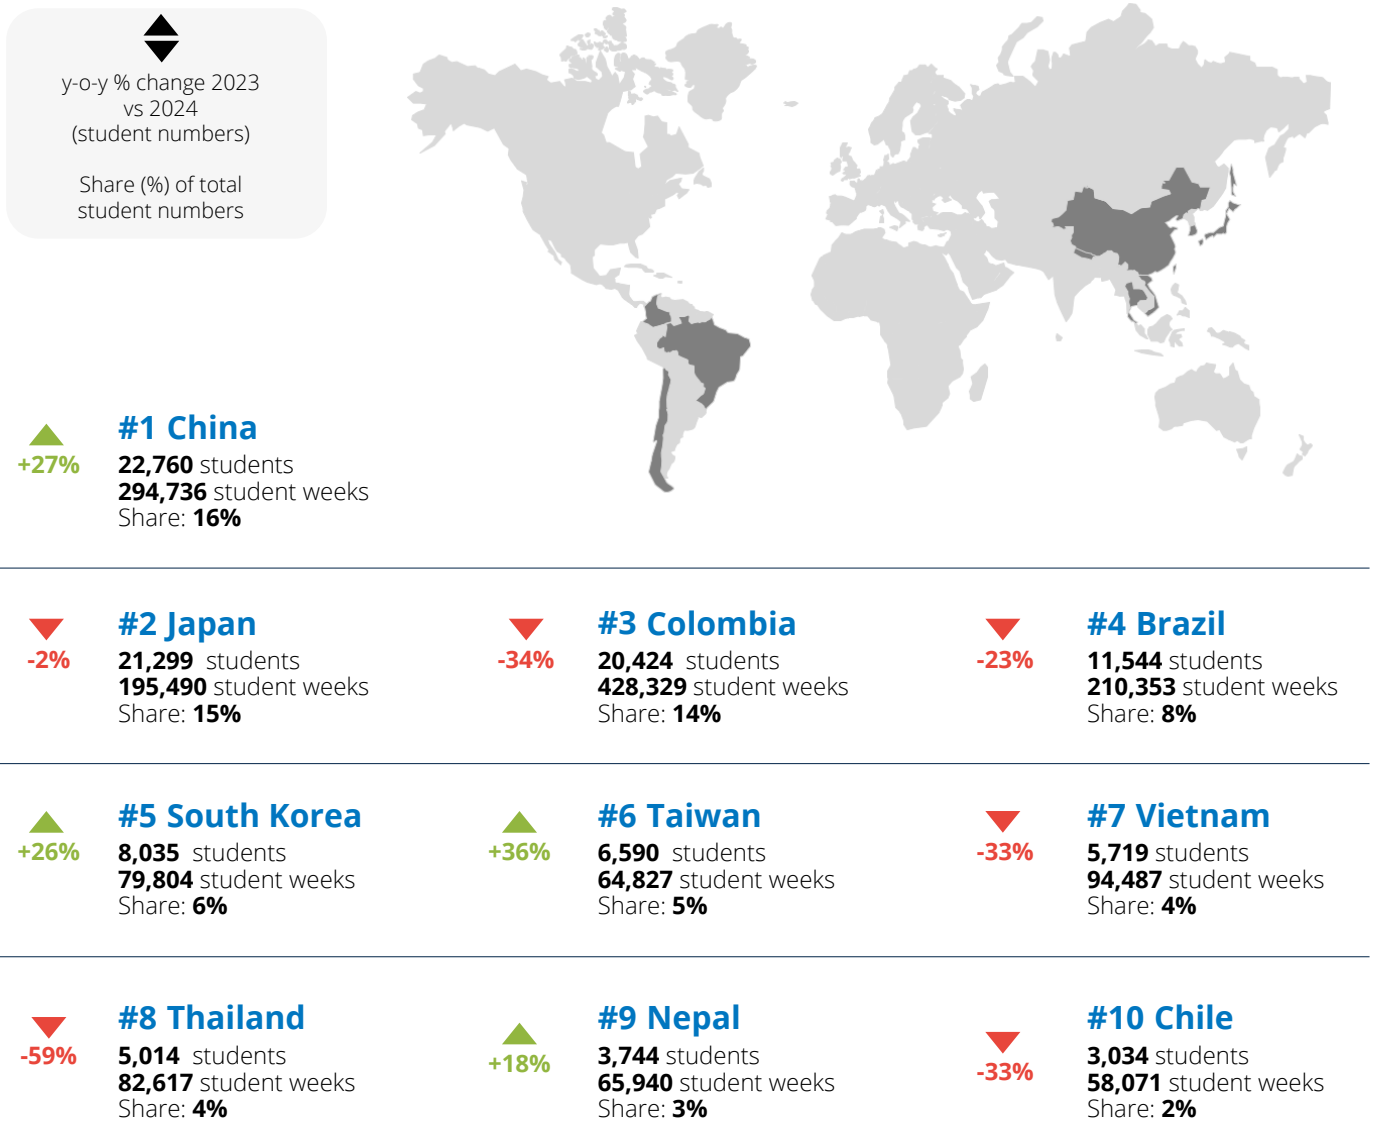 y-o-y % change 2023
vs 2024
(student numbers)
Share (%) of total
student numbers
#1 China
+27%
22,760 students
294,736 student weeks
Share: 16%
#2 Japan
-2%
21,299 students
195,490 student weeks
Share: 15%
#3 Colombia
-34%
20,424 students
428,329 student weeks
Share: 14%
#4 Brazil
-23%
11,544 students
210,353 student weeks
Share: 8%
#5 South Korea
+26%
8,035 students
79,804 student weeks
Share: 6%
#6 Taiwan
+36%
6,590 students
64,827 student weeks
Share: 5%
#7 Vietnam
-33%
5,719 students
94,487 student weeks
Share: 4%
#8 Thailand
-59%
5,014 students
82,617 student weeks
Share: 4%
#9 Nepal
+18%
3,744 students
65,940 student weeks
Share: 3%
#10 Chile
-33%
3,034 students
58,071 student weeks
Share: 2%